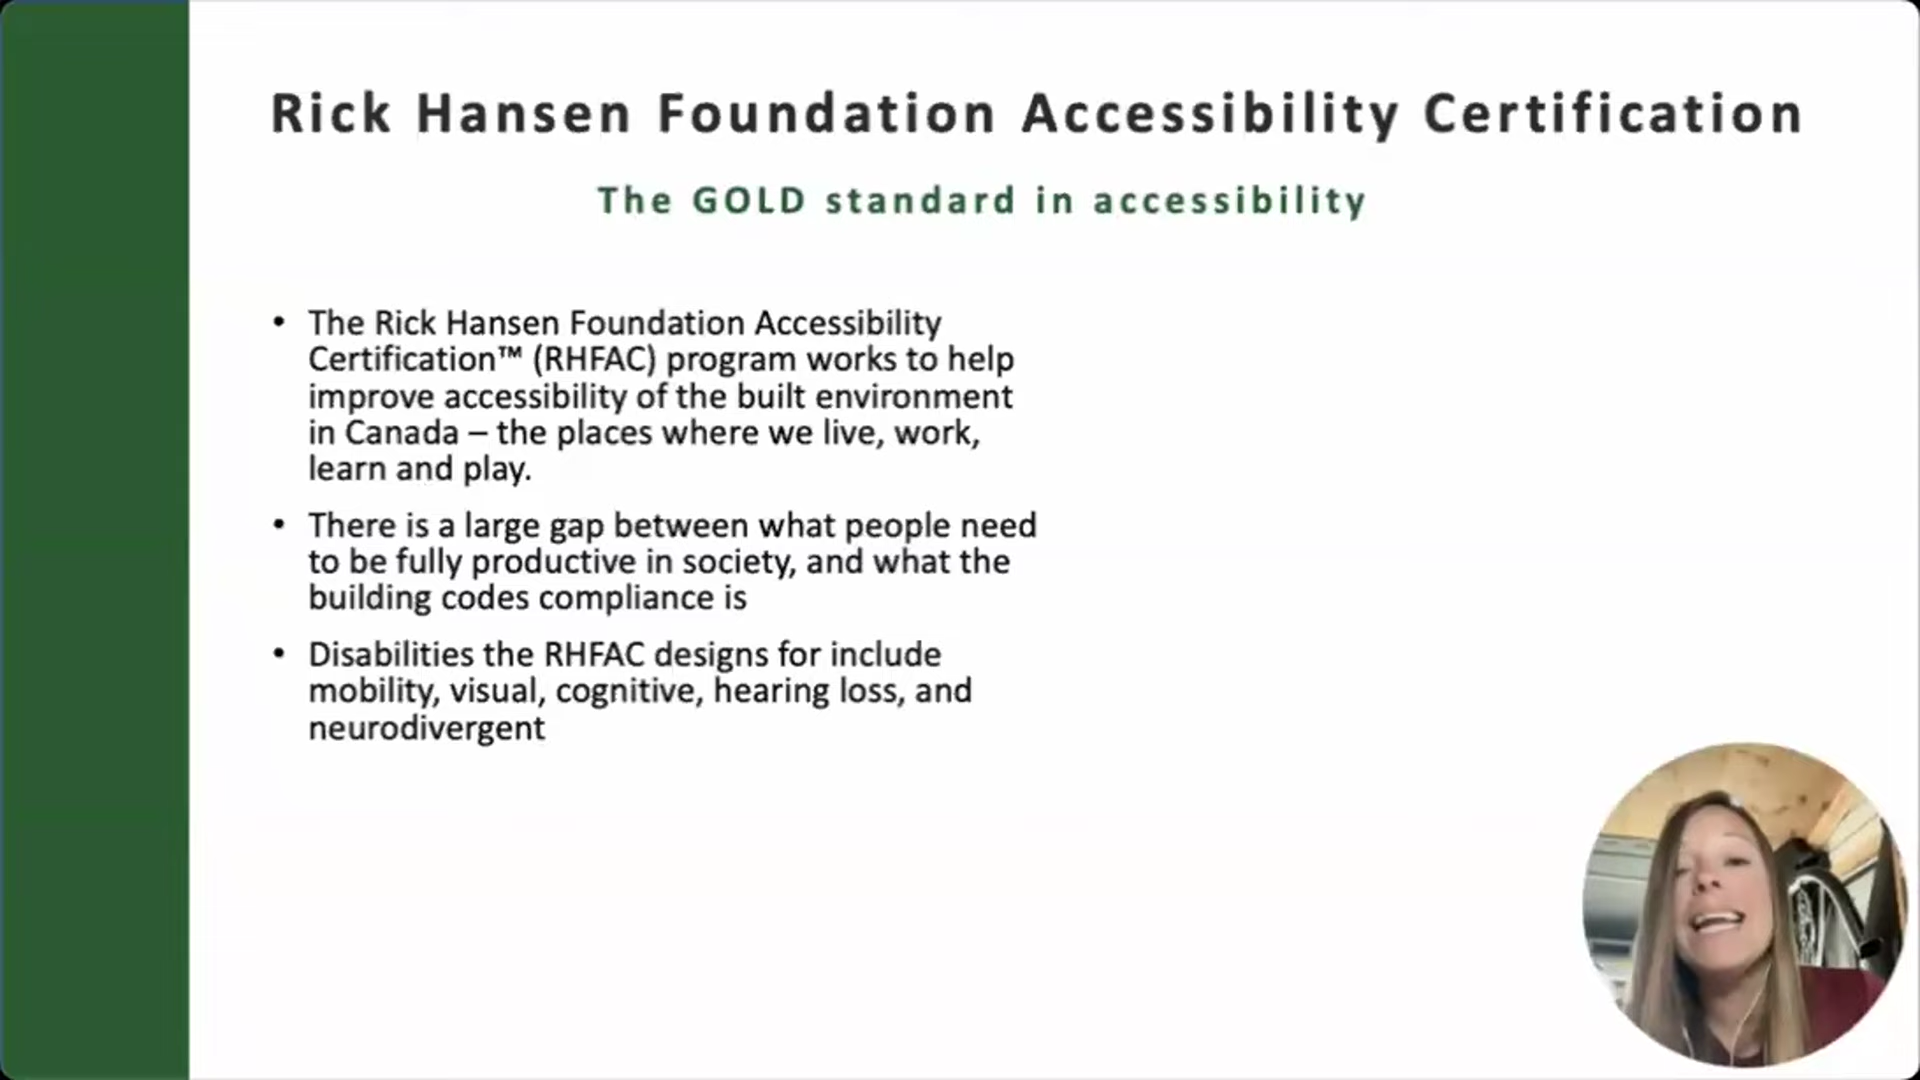 Rick Hansen Foundation Accessibility Certification
The GOLD standard in accessibility
• The Rick Hansen Foundation Accessibility
Certification™ (RHFAC) program works to help
improve accessibility of the built environment
in Canada – the places where we live, work,
learn and play.
• There is a large gap between what people need
to be fully productive in society, and what the
building codes compliance is
• Disabilities the RHFAC designs for include
mobility, visual, cognitive, hearing loss, and
neurodivergent